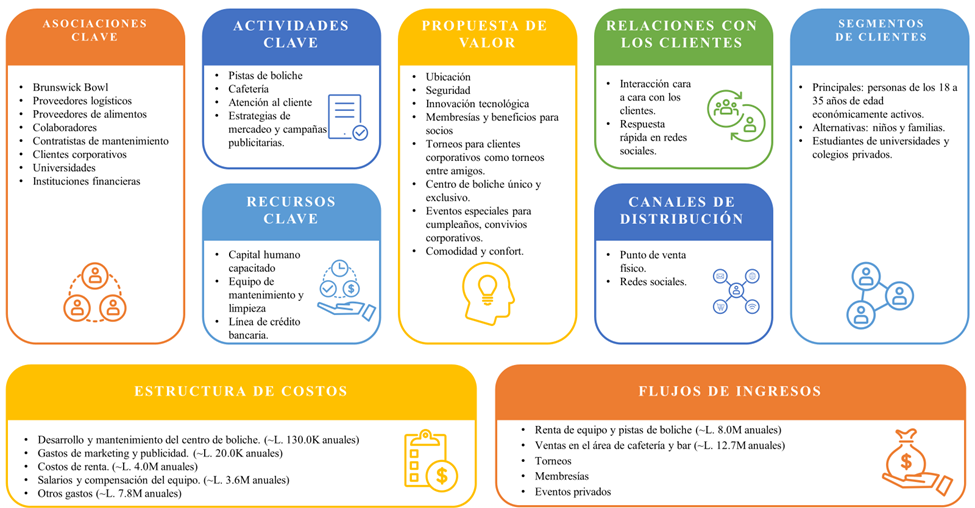 ASOCIACIONES
CLAVE
• Brunswick Bowl
• Proveedores logísticos
• Proveedores de alimentos
• Colaboradores
• Contratistas de mantenimiento
• Clientes corporativos
• Universidades
• Instituciones financieras
ACTIVIDADES
CLAVE
• Pistas de boliche
• Cafetería
• Atención al cliente
• Estrategias de
mercadeo y campañas
publicitarias.
RECURSOS
CLAVE
• Capital humano
capacitado
• Equipo de
mantenimiento y
limpieza
• Línea de crédito
bancaria.
PROPUESTA DE
VALOR
• Ubicación
• Seguridad
• Innovación tecnológica
• Membresías y beneficios para
socios
• Torneos para clientes
corporativos como torneos
entre amigos.
• Centro de boliche único y
exclusivo.
• Eventos especiales para
cumpleaños, convivios
corporativos.
• Comodidad y confort.
RELACIONES CON
LOS CLIENTES
• Interacción cara
a cara con los
clientes.
• Respuesta
rápida en redes
sociales.
CANALES DE
DISTRIBUCIÓN
• Punto de venta
físico.
• Redes sociales.
SEGMENTOS
DE CLIENTES
• Principales: personas de los 18 a
35 años de edad
económicamente activos.
• Alternativas: niños y familias.
• Estudiantes de universidades y
colegios privados.
ESTRUCTURA DE COSTOS
• Desarrollo y mantenimiento del centro de boliche. (~L. 130.0K anuales)
• Gastos de marketing y publicidad. (~L. 20.0K anuales)
• Costos de renta. (~L. 4.0M anuales)
• Salarios y compensación del equipo. (~L. 3.6M anuales)
• Otros gastos (~L. 7.8M anuales)
FLUJOS DE INGRESOS
• Renta de equipo y pistas de boliche (~L. 8.0M anuales)
• Ventas en el área de cafetería y bar (~L. 12.7M anuales)
• Torneos
• Membresías
• Eventos privados